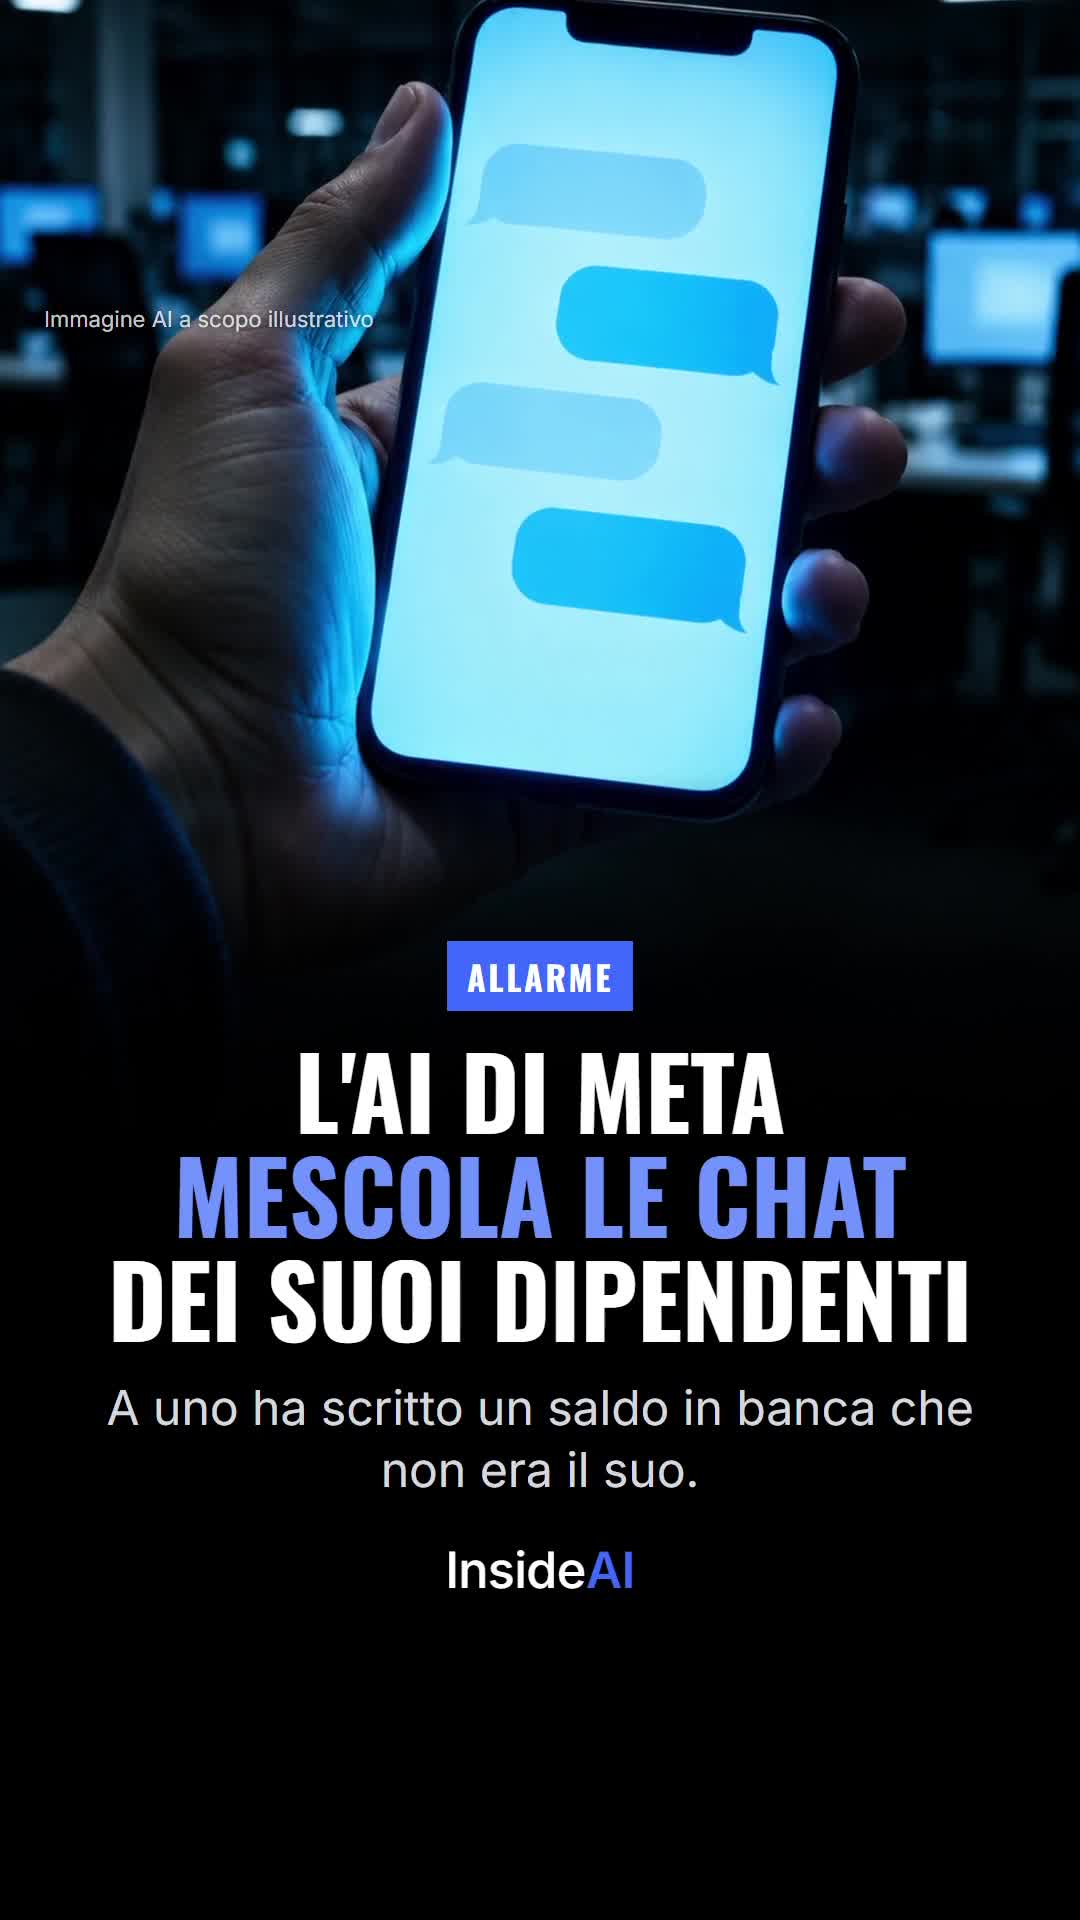 Immagine AI a scopo illustrativo
ALLARME
L'AI DI META
MESCOLA LE CHAT
DEI SUOI DIPENDENTI
A uno ha scritto un saldo in banca che
non era il suo.
InsideAI